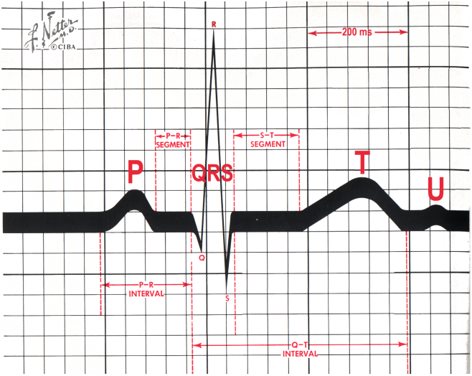 F. Netter
M.D.
© CIBA
R
200 ms
P-R
SEGMENT
S-T
SEGMENT
P
QRS
T
U
Q
S
P-R
INTERVAL
Q-T
INTERVAL